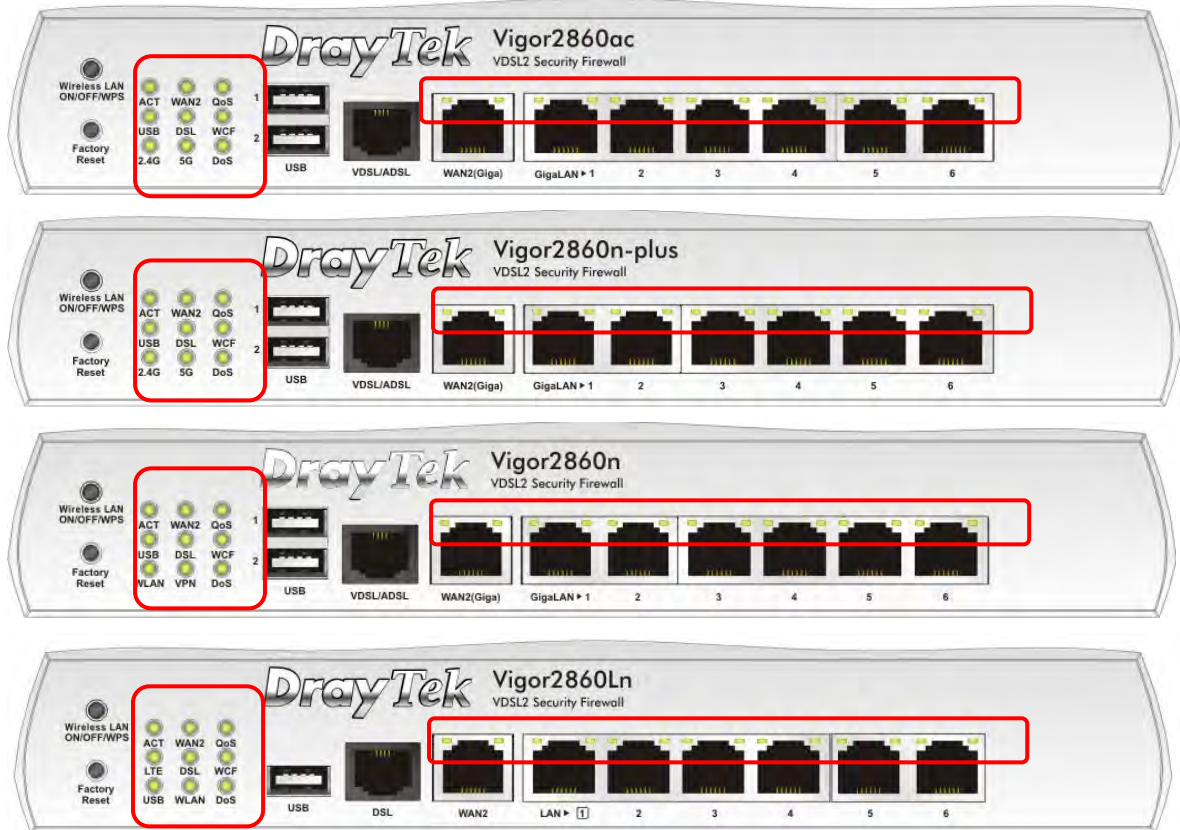 DrayTek Vigor2860ac
VDSL2 Security Firewall
Wireless LAN
ON/OFF/WPS
Factory
Reset
ACT WAN2 QoS
USB DSL WCF
2.4G 5G DoS
1
2
USB VDSL/ADSL WAN2(Giga) GigaLAN ▶ 1 2 3 4 5 6
DrayTek Vigor2860n-plus
VDSL2 Security Firewall
Wireless LAN
ON/OFF/WPS
Factory
Reset
ACT WAN2 QoS
USB DSL WCF
2.4G 5G DoS
1
2
USB VDSL/ADSL WAN2(Giga) GigaLAN ▶ 1 2 3 4 5 6
DrayTek Vigor2860n
VDSL2 Security Firewall
Wireless LAN
ON/OFF/WPS
Factory
Reset
ACT WAN2 QoS
USB DSL WCF
WLAN VPN DoS
1
2
USB VDSL/ADSL WAN2(Giga) GigaLAN ▶ 1 2 3 4 5 6
DrayTek Vigor2860Ln
VDSL2 Security Firewall
Wireless LAN
ON/OFF/WPS
Factory
Reset
ACT WAN2 QoS
LTE DSL WCF
USB WLAN DoS
USB DSL WAN2 LAN ▶ 1 2 3 4 5 6